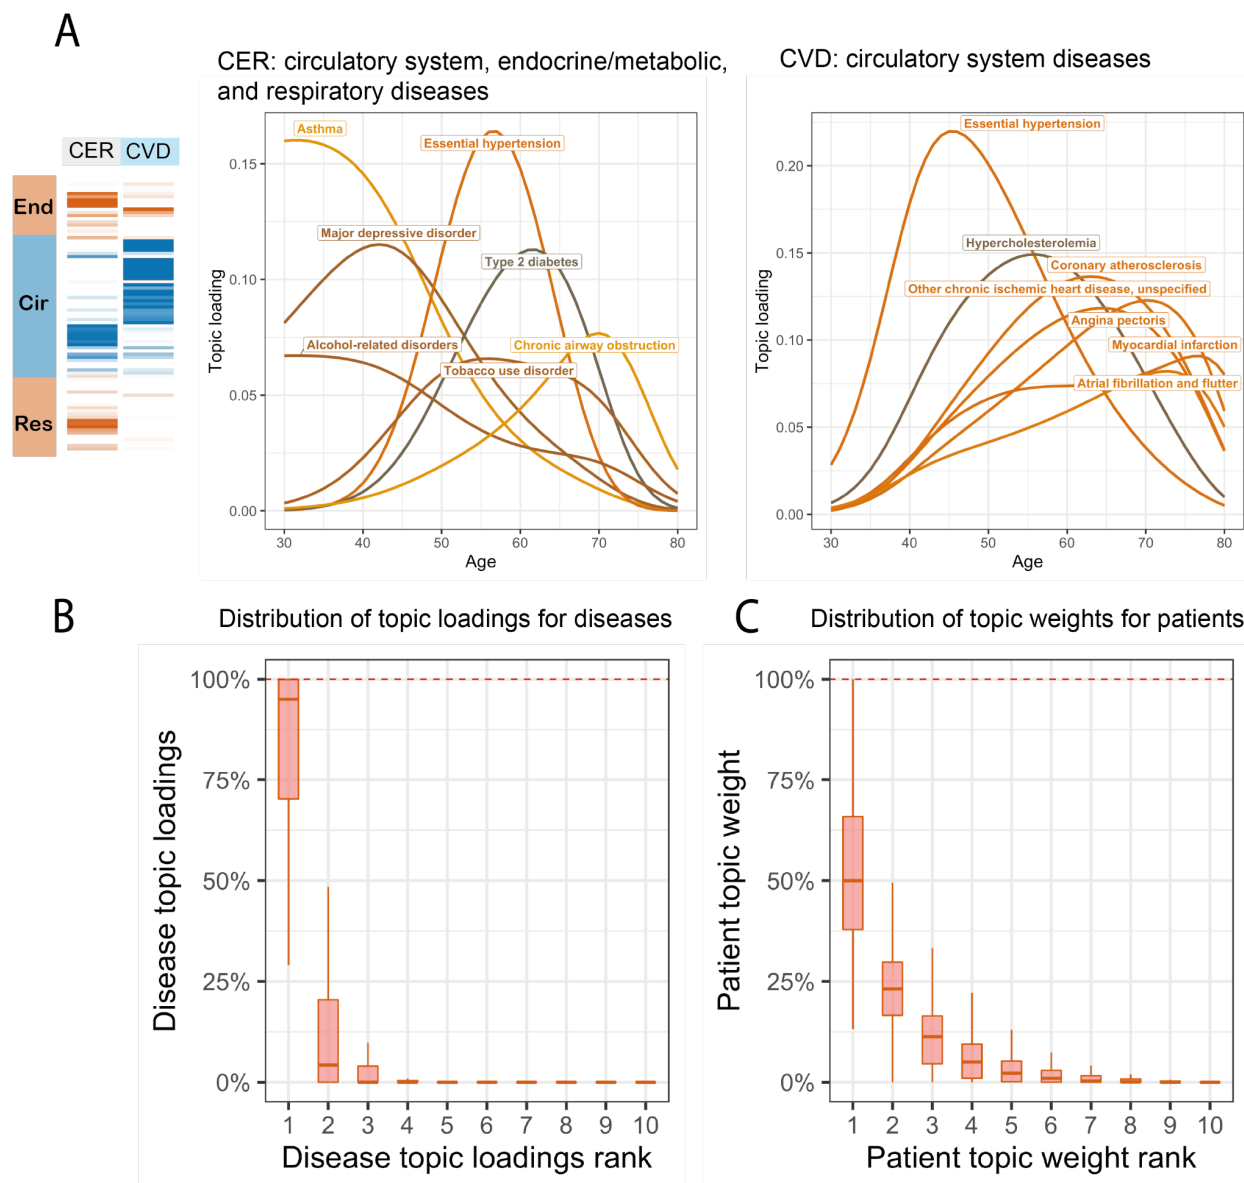 A
CER: circulatory system, endocrine/metabolic,
and respiratory diseases
CVD: circulatory system diseases
CER CVD
End
Cir
Res
Topic loading
0.15
0.10
0.05
0.00
Asthma
Essential hypertension
Major depressive disorder
Type 2 diabetes
Alcohol-related disorders
Chronic airway obstruction
Tobacco use disorder
30 40 50 60 70 80
Age
Topic loading
0.20
0.15
0.10
0.05
0.00
Essential hypertension
Hypercholesterolemia
Coronary atherosclerosis
Other chronic ischemic heart disease, unspecified
Angina pectoris
Myocardial infarction
Atrial fibrillation and flutter
30 40 50 60 70 80
Age
B
Distribution of topic loadings for diseases
Disease topic loadings
100%
75%
50%
25%
0%
1 2 3 4 5 6 7 8 9 10
Disease topic loadings rank
C
Distribution of topic weights for patients
Patient topic weight
100%
75%
50%
25%
0%
1 2 3 4 5 6 7 8 9 10
Patient topic weight rank